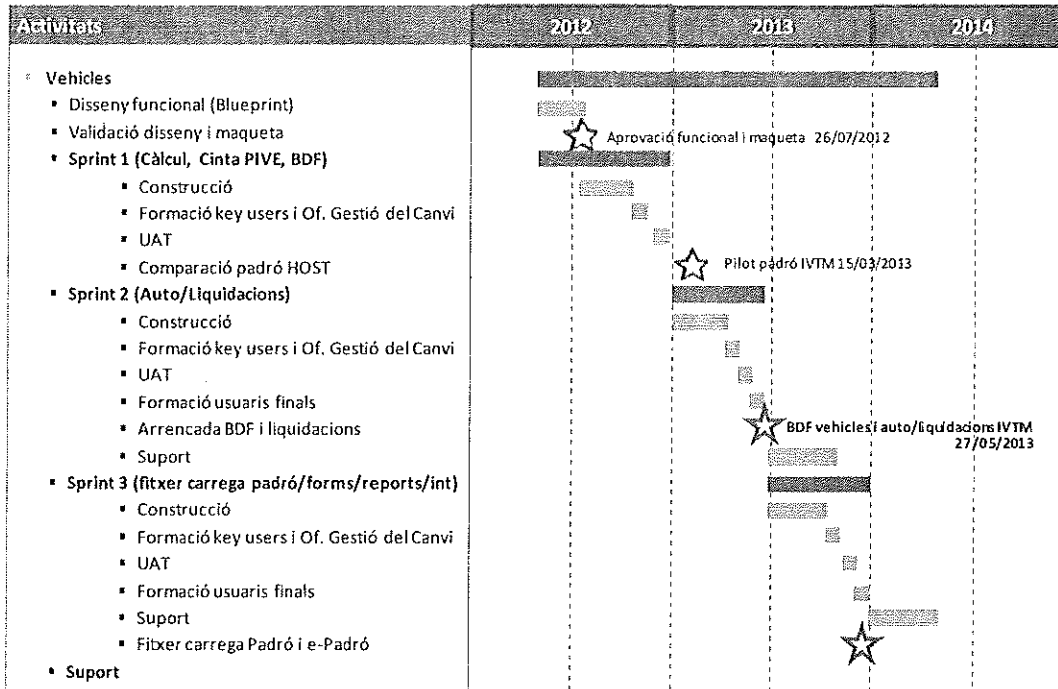 Activitats 2012 2013 2014
Vehicles
Disseny funcional (Blueprint)
Validació disseny i maqueta
Aprovació funcional i maqueta 26/07/2012
Sprint 1 (Càlcul, Cinta PIVE, BDF)
Construcció
Formació key users i Of. Gestió del Canvi
UAT
Comparació padró HOST
Pilot padró IVTM 15/03/2013
Sprint 2 (Auto/Liquidacions)
Construcció
Formació key users i Of. Gestió del Canvi
UAT
Formació usuaris finals
Arrencada BDF i liquidacions
BDF vehicles i auto/liquidacions IVTM
27/05/2013
Suport
Sprint 3 (fitxer carrega padró/forms/reports/int)
Construcció
Formació key users i Of. Gestió del Canvi
UAT
Formació usuaris finals
Suport
Fitxer carrega Padró i e-Padró
Suport